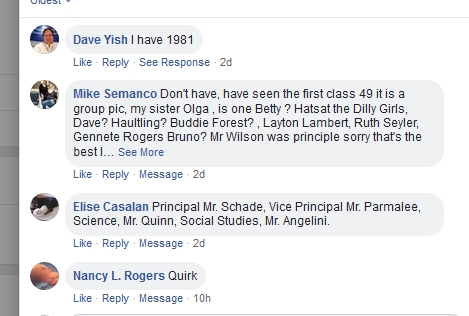 Oldest
Dave Yish I have 1981
Like · Reply · See Response · 2d
Mike Semanco Don't have, have seen the first class 49 it is a
group pic, my sister Olga , is one Betty ? Hatsat the Dilly Girls,
Dave? Haultling? Buddie Forest? , Layton Lambert, Ruth Seyler,
Gennete Rogers Bruno? Mr Wilson was principle sorry that's the
best I... See More
Like · Reply · Message · 2d
Elise Casalan Principal Mr. Schade, Vice Principal Mr. Parmalee,
Science, Mr. Quinn, Social Studies, Mr. Angelini.
Like · Reply · Message · 2d
Nancy L. Rogers Quirk
Like · Reply · Message · 10h